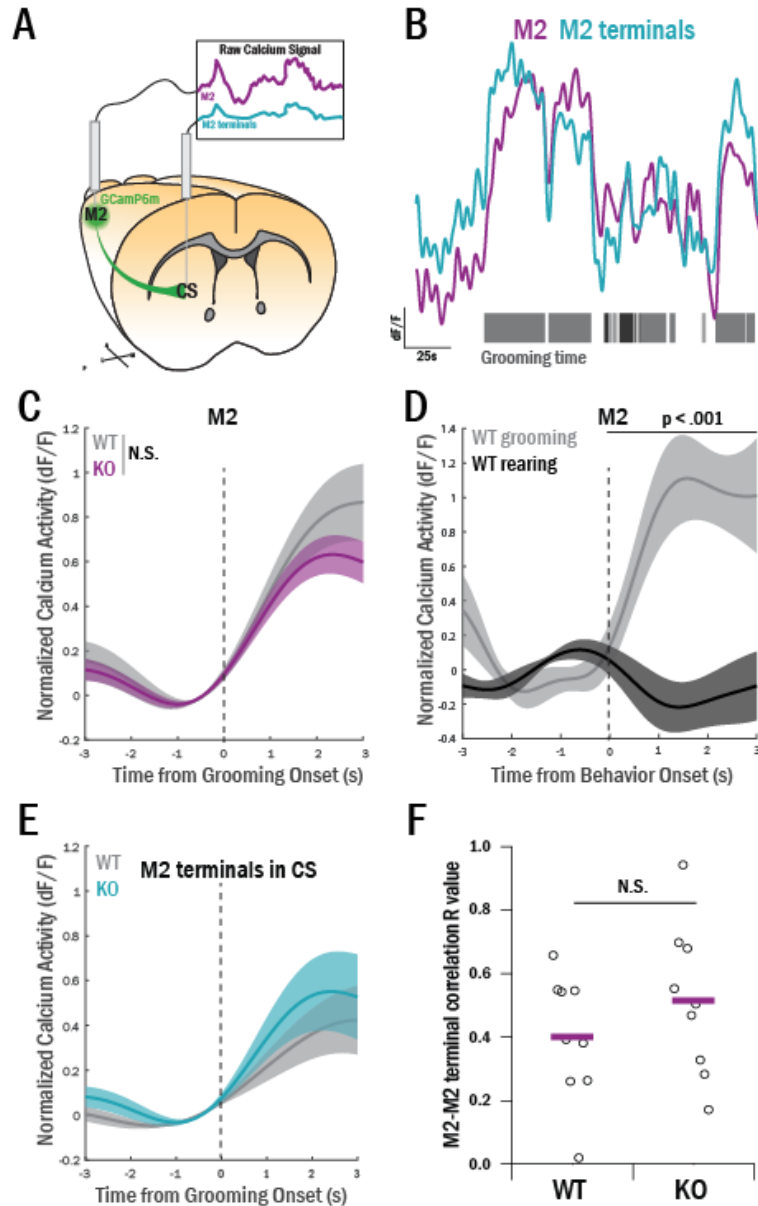 A
Raw Calcium Signal
M2
M2 terminals
GCamP6m
M2
CS
B
M2 M2 terminals
dF/F
25s
Grooming time
C
M2
WT
KO
N.S.
Normalized Calcium Activity (dF/F)
1.2
1
0.8
0.6
0.4
0.2
0
0.2
-3
-2
-1
0
1
2
3
Time from Grooming Onset (s)
D
M2
p < .001
WT grooming
WT rearing
Normalized Calcium Activity (dF/F)
1.4
1.2
1
0.8
0.6
0.4
0.2
0
-0.2
-0.4
-3
-2
-1
0
1
2
3
Time from Behavior Onset (s)
E
WT
KO
M2 terminals in CS
Normalized Calcium Activity (dF/F)
1.2
1
0.8
0.6
0.4
0.2
0
0.2
-3
-2
-1
0
1
2
3
Time from Grooming Onset (s)
F
N.S.
M2-M2 terminal correlation R value
1.0
0.8
0.6
0.4
0.2
0.0
WT
KO